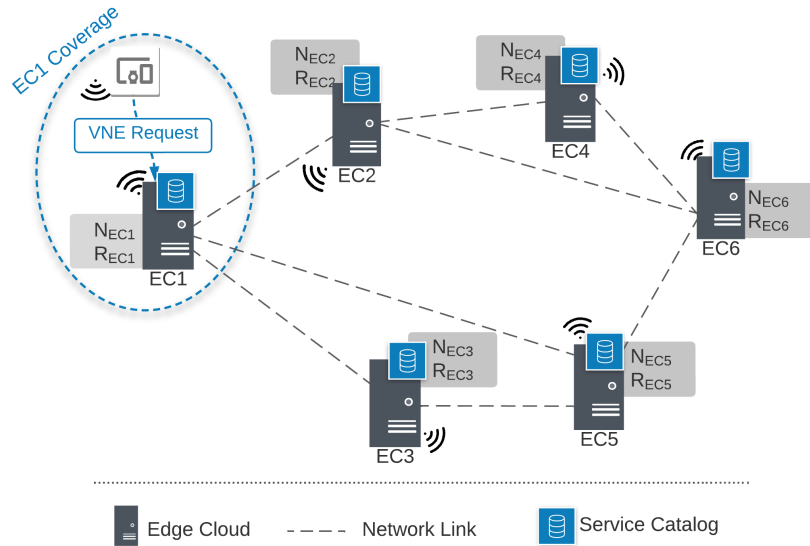 EC1 Coverage
VNE Request
NEC1
REC1
EC1
NEC2
REC2
EC2
NEC4
REC4
EC4
NEC6
REC6
EC6
NEC3
REC3
EC3
NEC5
REC5
EC5
Edge Cloud
Network Link
Service Catalog